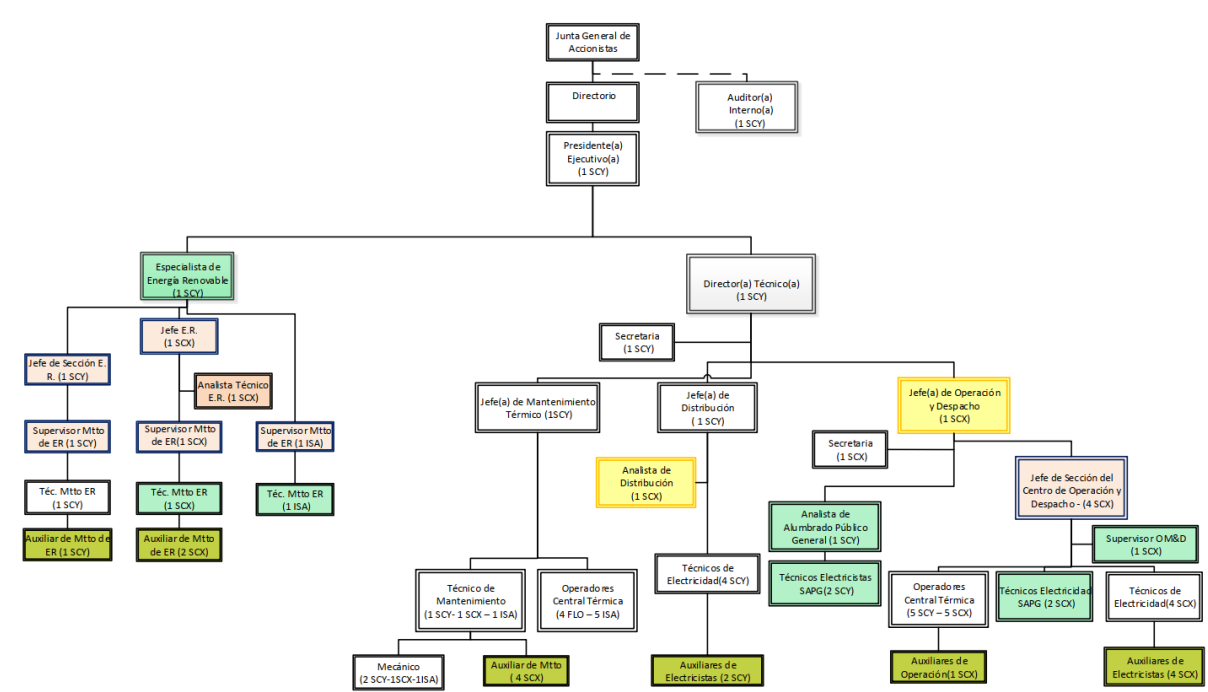 Junta General de
Accionistas
Directorio
Auditor(a)
Interno(a)
(1 SCY)
Presidente(a)
Ejecutivo(a)
(1 SCY)
Especialista de
Energía Renovable
(1 SCY)
Director(a) Técnico(a)
(1 SCY)
Secretaria
(1 SCY)
Jefe E.R.
(1 SCX)
Jefe de Sección E.
R. (1 SCY)
Analista Técnico
E.R. (1 SCX)
Jefe(a) de Mantenimiento
Térmico (1SCY)
Jefe(a) de
Distribución
( 1 SCY)
Jefe(a) de Operación
y Despacho
(1 SCX)
Supervisor Mtto
de ER (1 SCY)
Supervisor Mtto
de ER(1 SCX)
Supervisor Mtto
de ER (1 ISA)
Secretaria
(1 SCX)
Analista de
Distribución
(1 SCX)
Jefe de Sección del
Centro de Operación y
Despacho - (4 SCX)
Téc. Mtto ER
(1 SCY)
Téc. Mtto ER
(1 SCX)
Téc. Mtto ER
(1 ISA)
Analista de
Alumbrado Público
General (1 SCY)
Auxiliar de Mtto de
ER (1 SCY)
Auxiliar de Mtto
de ER (2 SCX)
Supervisor OM&D
(1 SCX)
Técnico de
Mantenimiento
(1 SCY- 1 SCX – 1 ISA)
Operadores
Central Térmica
(4 FLO – 5 ISA)
Técnicos de
Electricidad(4 SCY)
Técnicos Electricistas
SAPG(2 SCY)
Operadores
Central Térmica
(5 SCY – 5 SCX)
Técnicos Electricidad
SAPG (2 SCX)
Técnicos de
Electricidad(4 SCX)
Mecánico
(2 SCY-1SCX-1ISA)
Auxiliar de Mtto
( 4 SCX)
Auxiliares de
Electricistas (2 SCY)
Auxiliares de
Operación(1 SCX)
Auxiliares de
Electricistas (4 SCX)